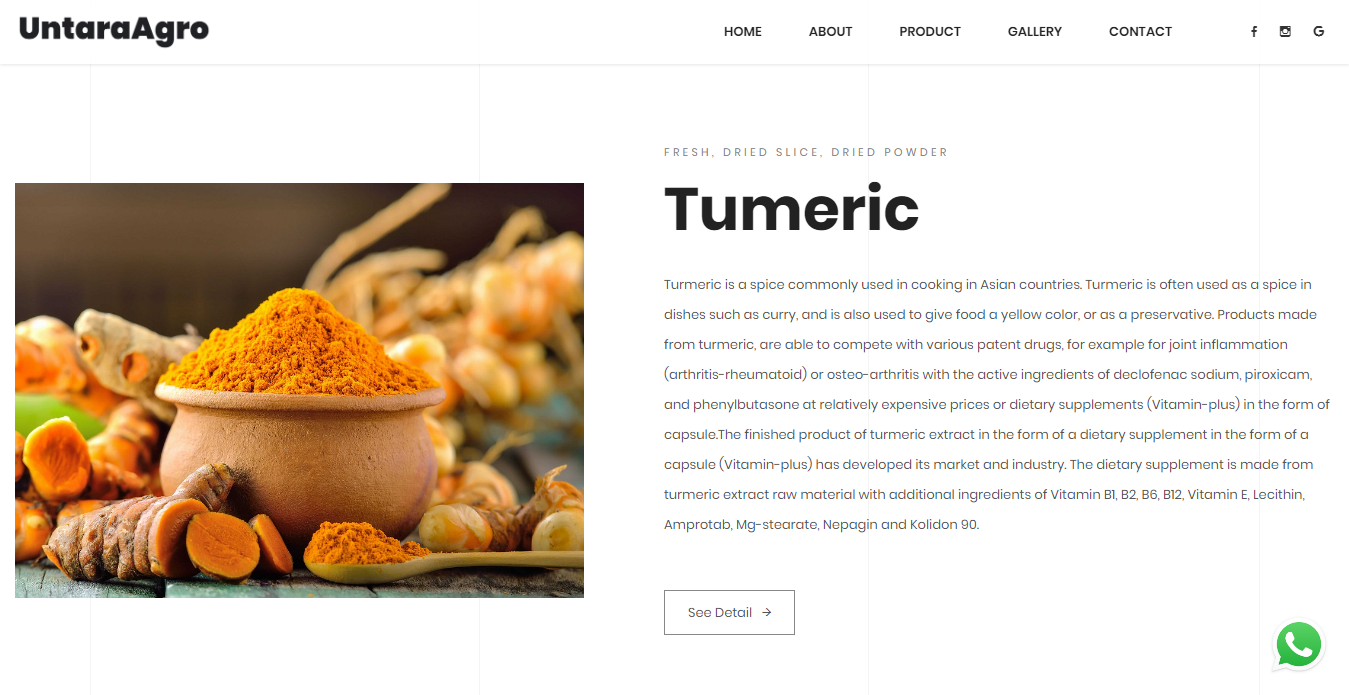 UntaraAgro
HOME ABOUT PRODUCT GALLERY CONTACT
FRESH, DRIED SLICE, DRIED POWDER
Tumeric
Turmeric is a spice commonly used in cooking in Asian countries. Turmeric is often used as a spice in
dishes such as curry, and is also used to give food a yellow color, or as a preservative. Products made
from turmeric, are able to compete with various patent drugs, for example for joint inflammation
(arthritis-rheumatoid) or osteo-arthritis with the active ingredients of declofenac sodium, piroxicam,
and phenylbutasone at relatively expensive prices or dietary supplements (Vitamin-plus) in the form of
capsule.The finished product of turmeric extract in the form of a dietary supplement in the form of a
capsule (Vitamin-plus) has developed its market and industry. The dietary supplement is made from
turmeric extract raw material with additional ingredients of Vitamin B1, B2, B6, B12, Vitamin E, Lecithin,
Amprotab, Mg-stearate, Nepagin and Kolidon 90.
See Detail →